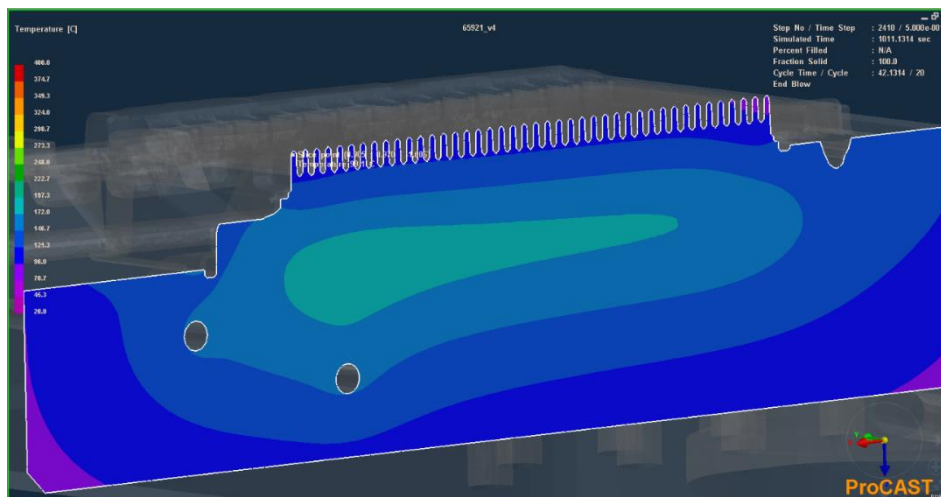 Temperature [C]
65921_v4
Step No / Time Step : 2410 / 5.000e-00
Simulated Time : 1011.1314 sec
Percent Filled : N/A
Fraction Solid : 100.0
Cycle Time / Cycle : 42.1314 / 20
End Blow
400.0
374.7
349.3
324.0
298.7
273.3
248.0
222.7
197.3
172.0
146.7
121.3
96.0
70.7
45.3
20.0
ProCAST